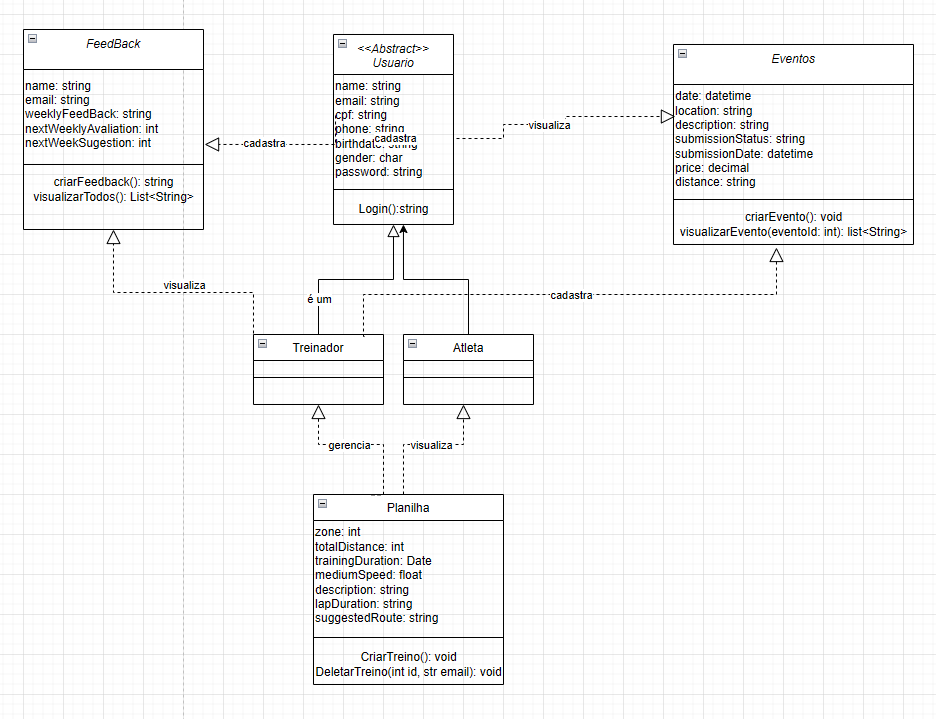 FeedBack
name: string
email: string
weeklyFeedBack: string
nextWeeklyAvaliation: int
nextWeekSugestion: int
criarFeedback(): string
visualizarTodos(): List<String>
<<Abstract>>
Usuario
name: string
email: string
cpf: string
phone: string
birthdate: string
gender: char
password: string
Login():string
Eventos
date: datetime
location: string
description: string
submissionStatus: string
submissionDate: datetime
price: decimal
distance: string
criarEvento(): void
visualizarEvento(eventoId: int): list<String>
cadastra
cadastra
visualiza
visualiza
é um
cadastra
Treinador
Atleta
gerencia
visualiza
Planilha
zone: int
totalDistance: int
trainingDuration: Date
mediumSpeed: float
description: string
lapDuration: string
suggestedRoute: string
CriarTreino(): void
DeletarTreino(int id, str email): void